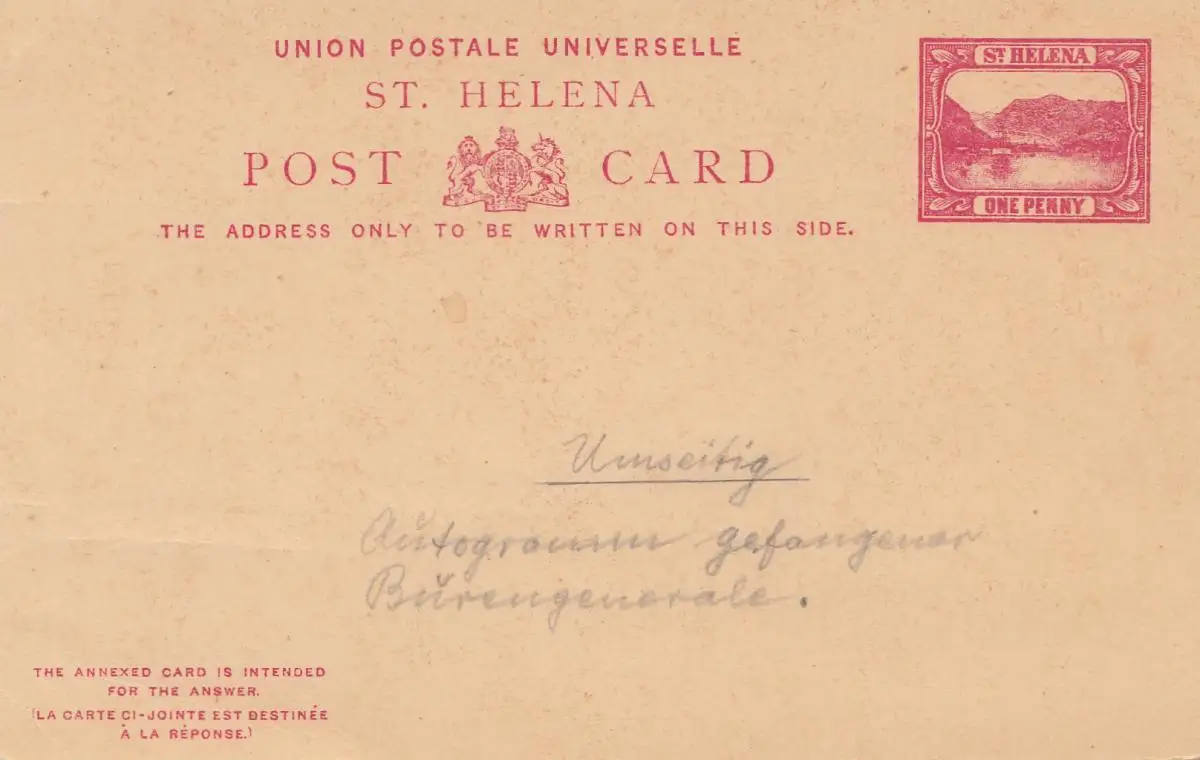 UNION POSTALE UNIVERSELLE
ST. HELENA
POST CARD
THE ADDRESS ONLY TO BE WRITTEN ON THIS SIDE.
ST. HELENA
ONE PENNY
Umseitig
Autogramm gefangener
Burengenerale.
THE ANNEXED CARD IS INTENDED
FOR THE ANSWER.
(LA CARTE CI-JOINTE EST DESTINÉE
À LA RÉPONSE.)